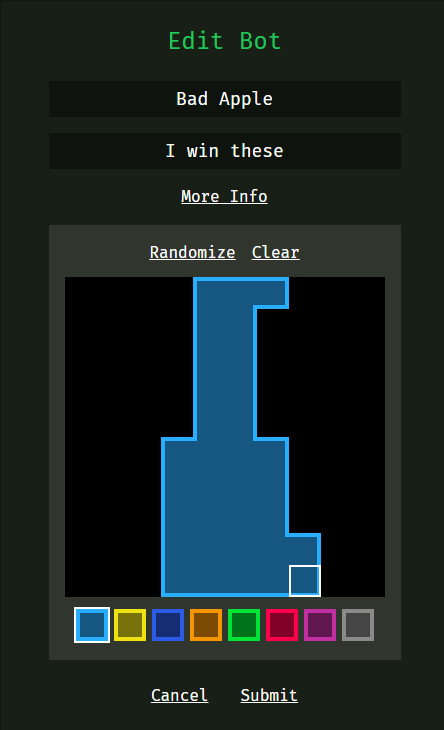 Edit Bot
Bad Apple
I win these
More Info
Randomize Clear
Cancel Submit